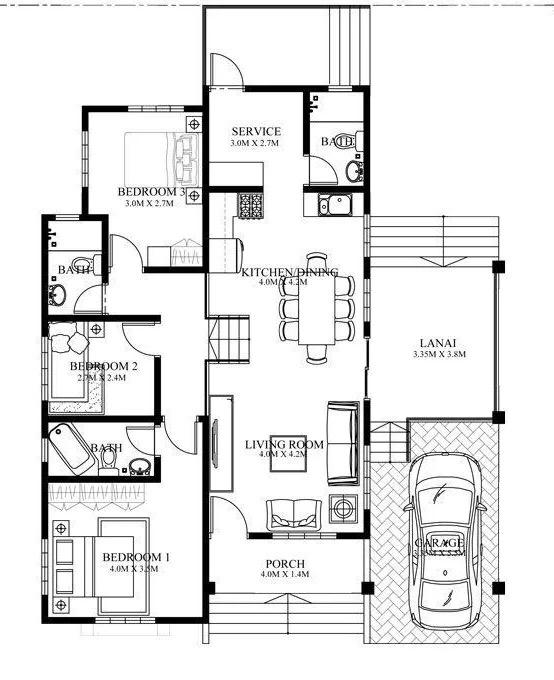 SERVICE
3.0M X 2.7M
BATH
BEDROOM 3
3.0M X 2.7M
BATH
KITCHEN/DINING
4.0M X 4.2M
LANAI
3.35M X 3.8M
BEDROOM 2
2.7M X 2.4M
BATH
LIVING ROOM
4.0M X 4.2M
GARAGE
BEDROOM 1
4.0M X 3.5M
PORCH
4.0M X 1.4M